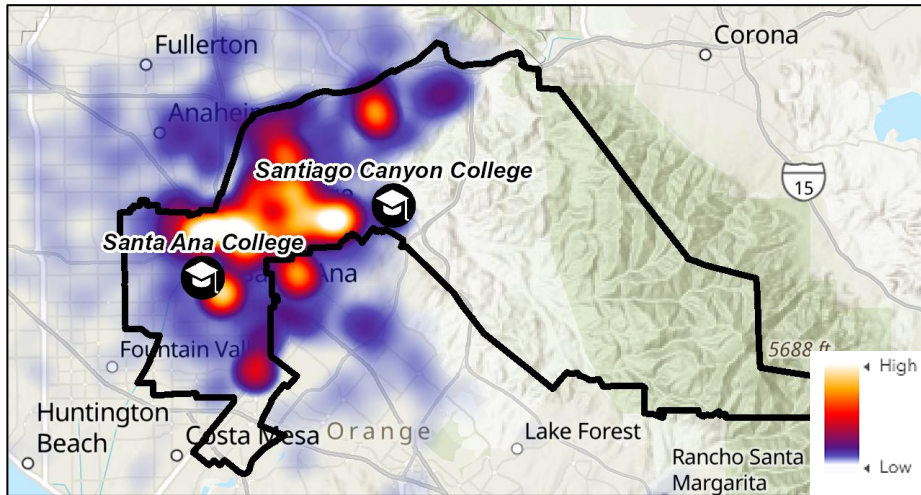 Fullerton
Corona
Anaheim
Santiago Canyon College
15
Santa Ana College
Ana
Fountain Val
5688 ft
High
Low
Huntington
Beach
Costa Mesa
Orange
Lake Forest
Rancho Santa
Margarita